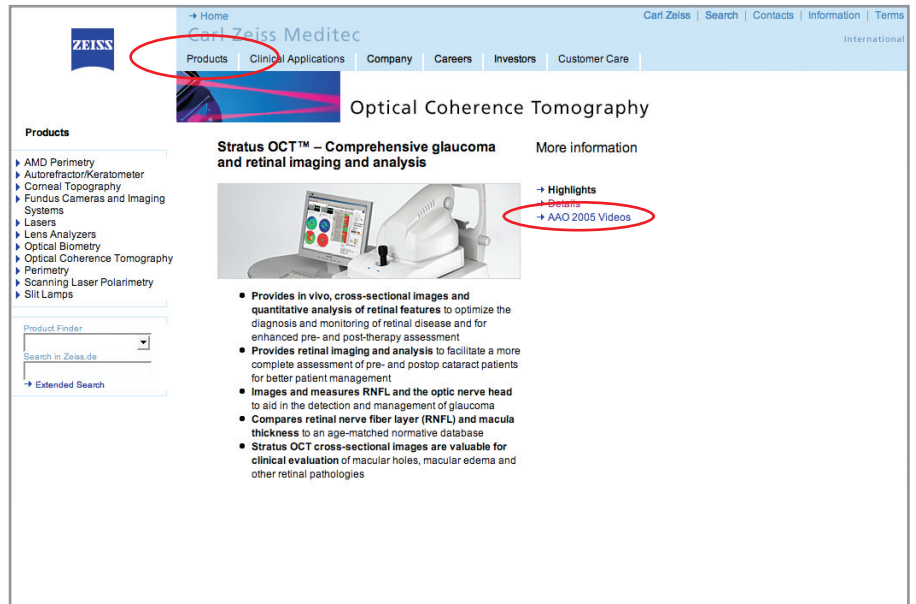 ZEISS
Home
Carl Zeiss | Search | Contacts | Information | Terms
Carl Zeiss Meditec
International
Products
Clinical Applications
Company
Careers
Investors
Customer Care
Optical Coherence Tomography
Products
AMD Perimetry
Autorefractor/Keratometer
Corneal Topography
Fundus Cameras and Imaging
Systems
Lasers
Lens Analyzers
Optical Biometry
Optical Coherence Tomography
Perimetry
Scanning Laser Polarimetry
Slit Lamps
Product Finder
Search in Zeiss.de
Extended Search
Stratus OCT™ – Comprehensive glaucoma
and retinal imaging and analysis
Provides in vivo, cross-sectional images and
quantitative analysis of retinal features to optimize the
diagnosis and monitoring of retinal disease and for
enhanced pre- and post-therapy assessment
Provides retinal imaging and analysis to facilitate a more
complete assessment of pre- and postop cataract patients
for better patient management
Images and measures RNFL and the optic nerve head
to aid in the detection and management of glaucoma
Compares retinal nerve fiber layer (RNFL) and macula
thickness to an age-matched normative database
Stratus OCT cross-sectional images are valuable for
clinical evaluation of macular holes, macular edema and
other retinal pathologies
More information
Highlights
Details
AAO 2005 Videos